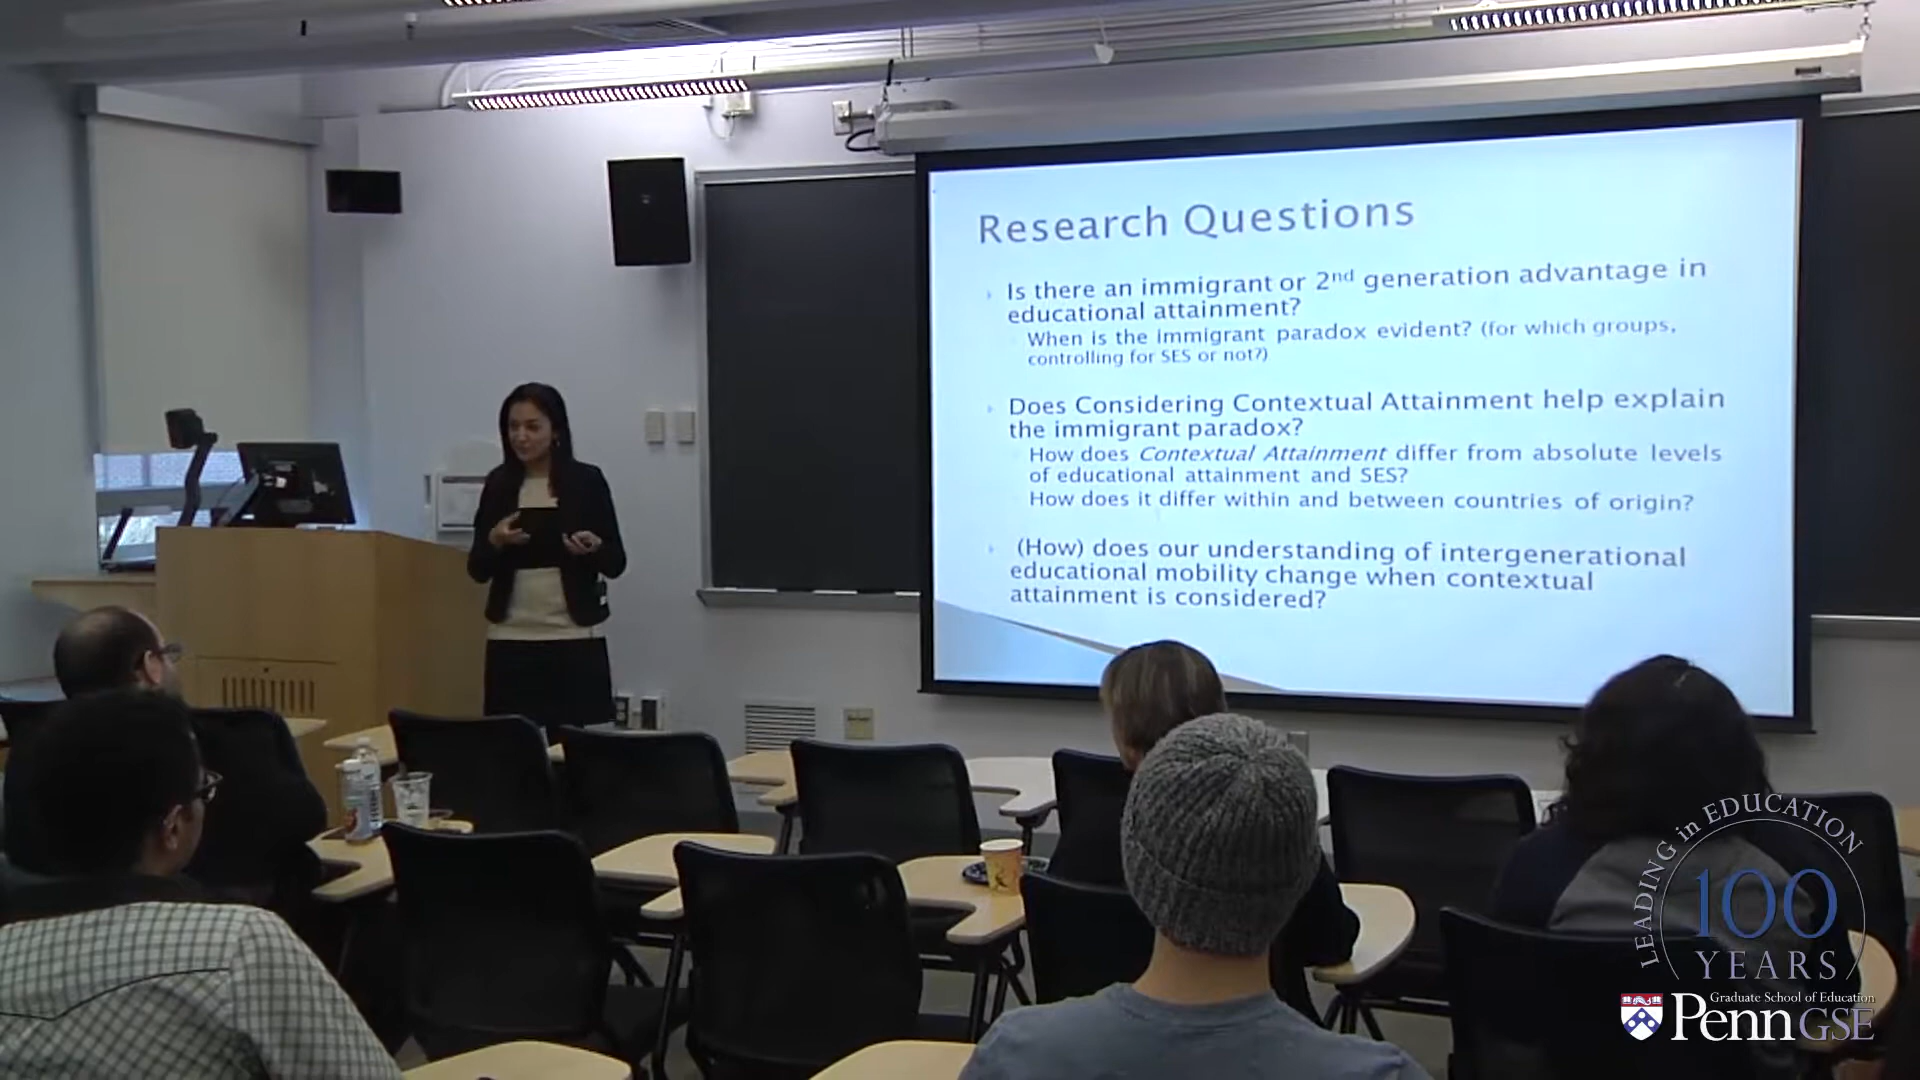 Research Questions
Is there an immigrant or 2nd generation advantage in
educational attainment?
When is the immigrant paradox evident? (for which groups,
controlling for SES or not?)
Does Considering Contextual Attainment help explain
the immigrant paradox?
How does Contextual Attainment differ from absolute levels
of educational attainment and SES?
How does it differ within and between countries of origin?
(How) does our understanding of intergenerational
educational mobility change when contextual
attainment is considered?
LEADING in EDUCATION
100
YEARS
Graduate School of Education
PennGSE